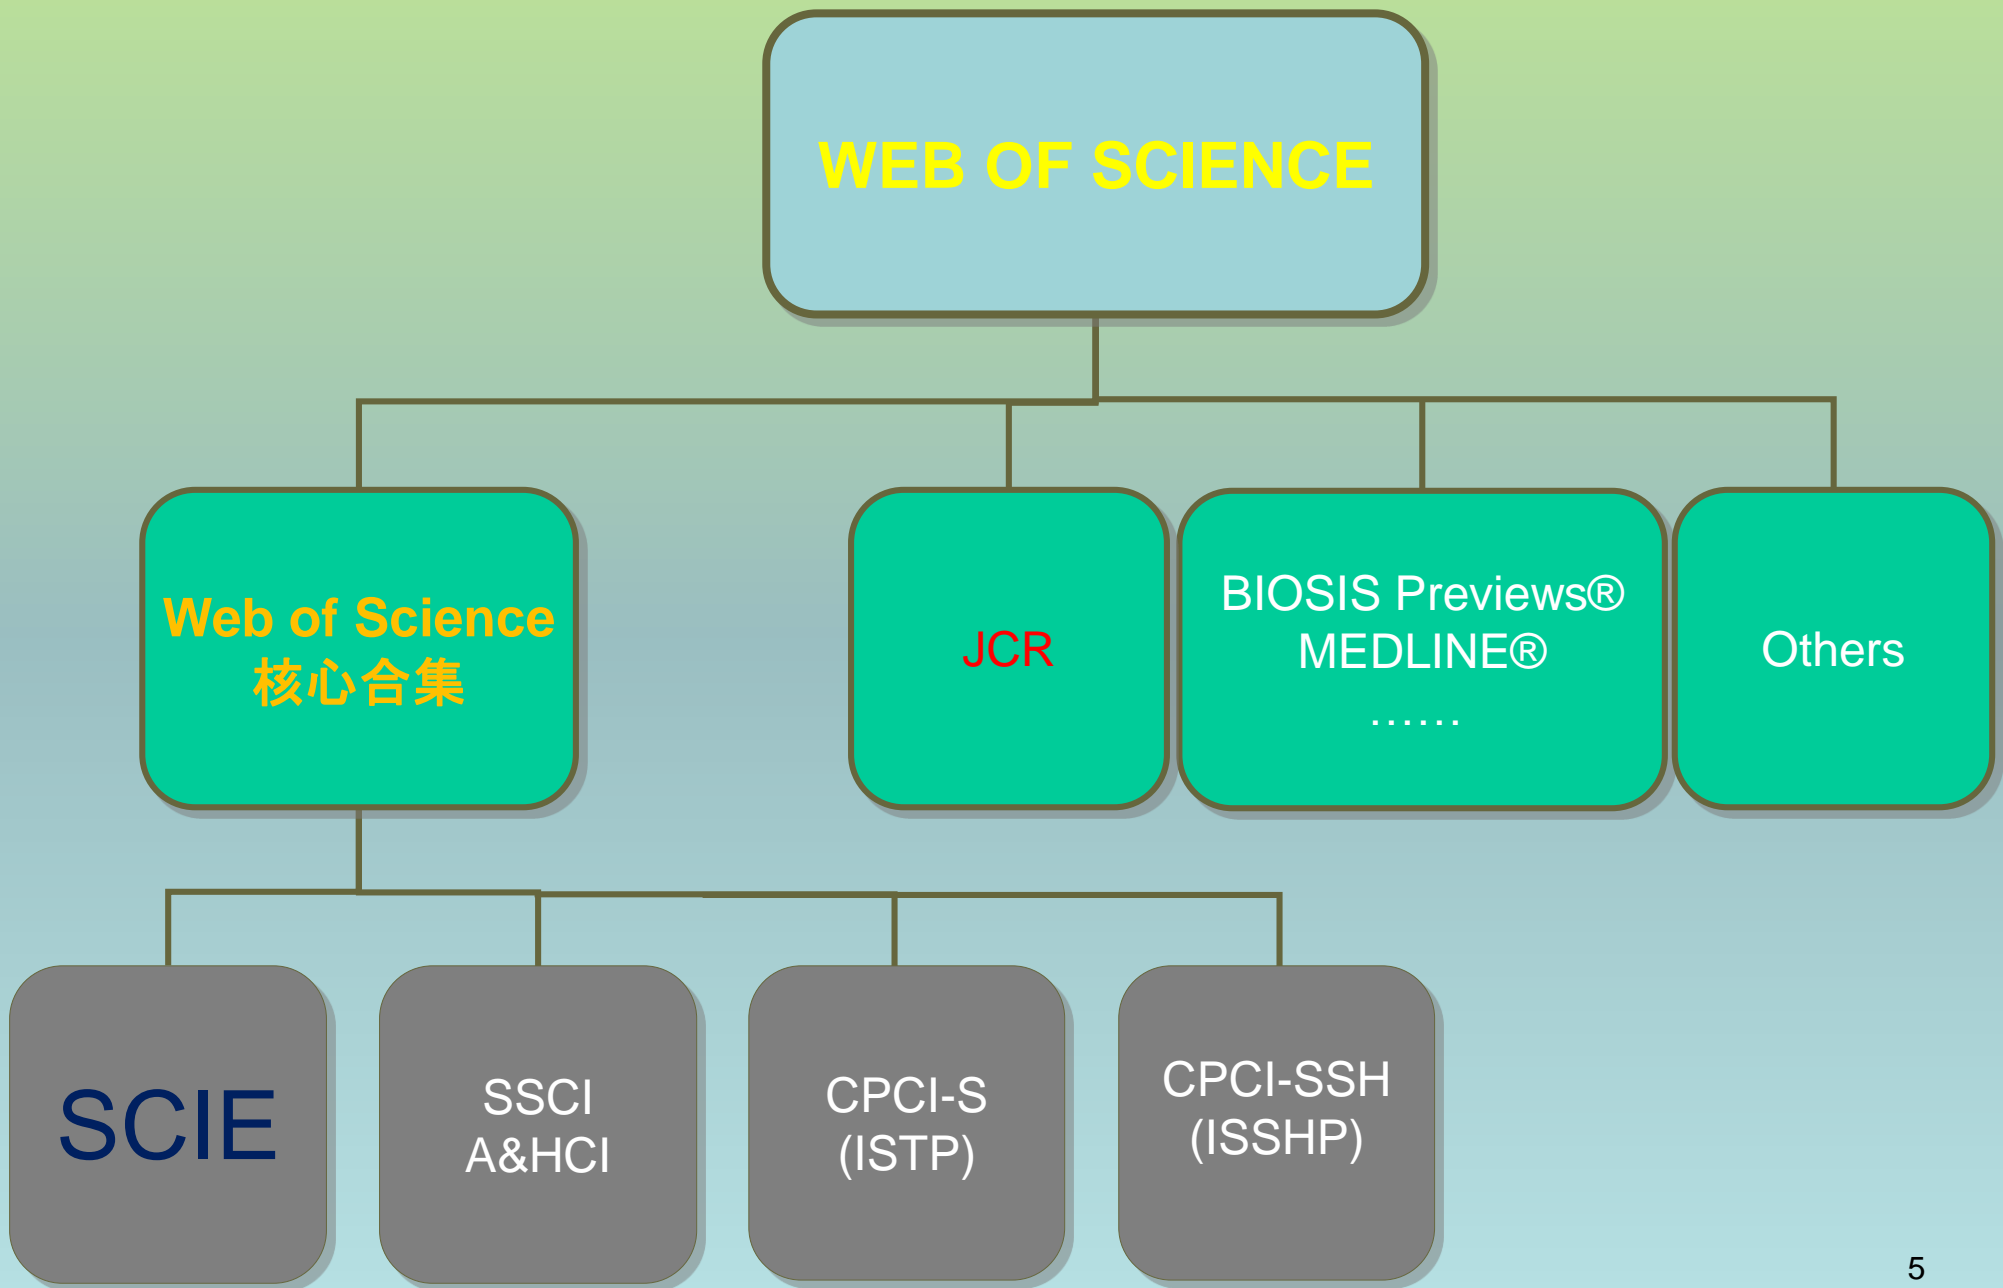 WEB OF SCIENCE
Web of Science
核心合集
JCR
BIOSIS Previews®
MEDLINE®
……
Others
SCIE
SSCI
A&HCI
CPCI-S
(ISTP)
CPCI-SSH
(ISSHP)
5